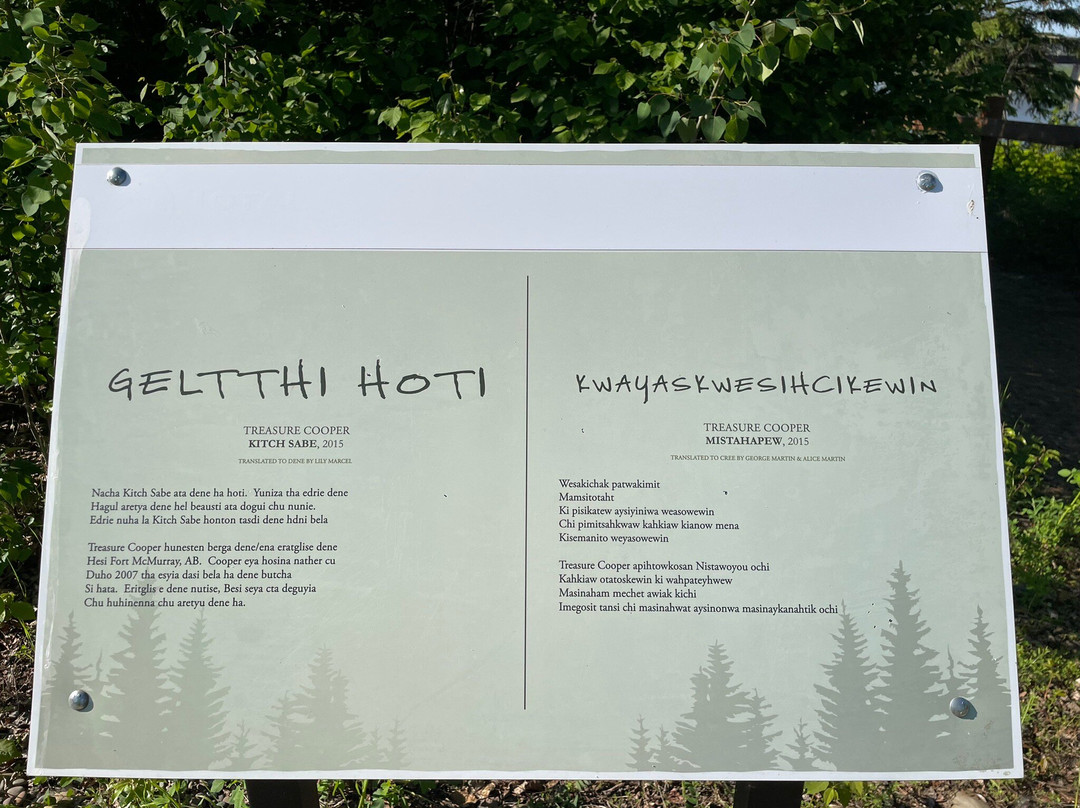 GELTTHI HOTI
TREASURE COOPER
KITCH SABE, 2015
TRANSLATED TO DENE BY LILY MARCEL
Nacha Kitch Sabe ata dene ha hoti. Yuniza tha edrie dene
Hagul aretya dene hel beausti ata dogui chu nunie.
Edrie nuha la Kitch Sabe honton tasdi dene hdni bela
Treasure Cooper hunesten berga dene/ena eratglise dene
Hesi Fort McMurray, AB. Cooper eya hosina nather cu
Duho 2007 tha esyia dasi bela ha dene butcha
Si hata. Eritglis e dene nutise, Besi seya cta deguyia
Chu huhinenna chu aretyu dene ha.
KWAYASKWESIHCIKEWIN
TREASURE COOPER
MISTAHAPEW, 2015
TRANSLATED TO CREE BY GEORGE MARTIN & ALICE MARTIN
Wesakichak patwakimit
Mamsitotaht
Ki pisikatew aysiyiniwa weasowewin
Chi pimitsahkwaw kahkiaw kianow mena
Kisemanito weyasowewin
Treasure Cooper apihtowkosan Nistawoyou ochi
Kahkiaw otatoskewin ki wahpateyhwew
Masinaham mechet awiak kichi
Imegosit tansi chi masinahwat aysinonwa masinaykanahtik ochi